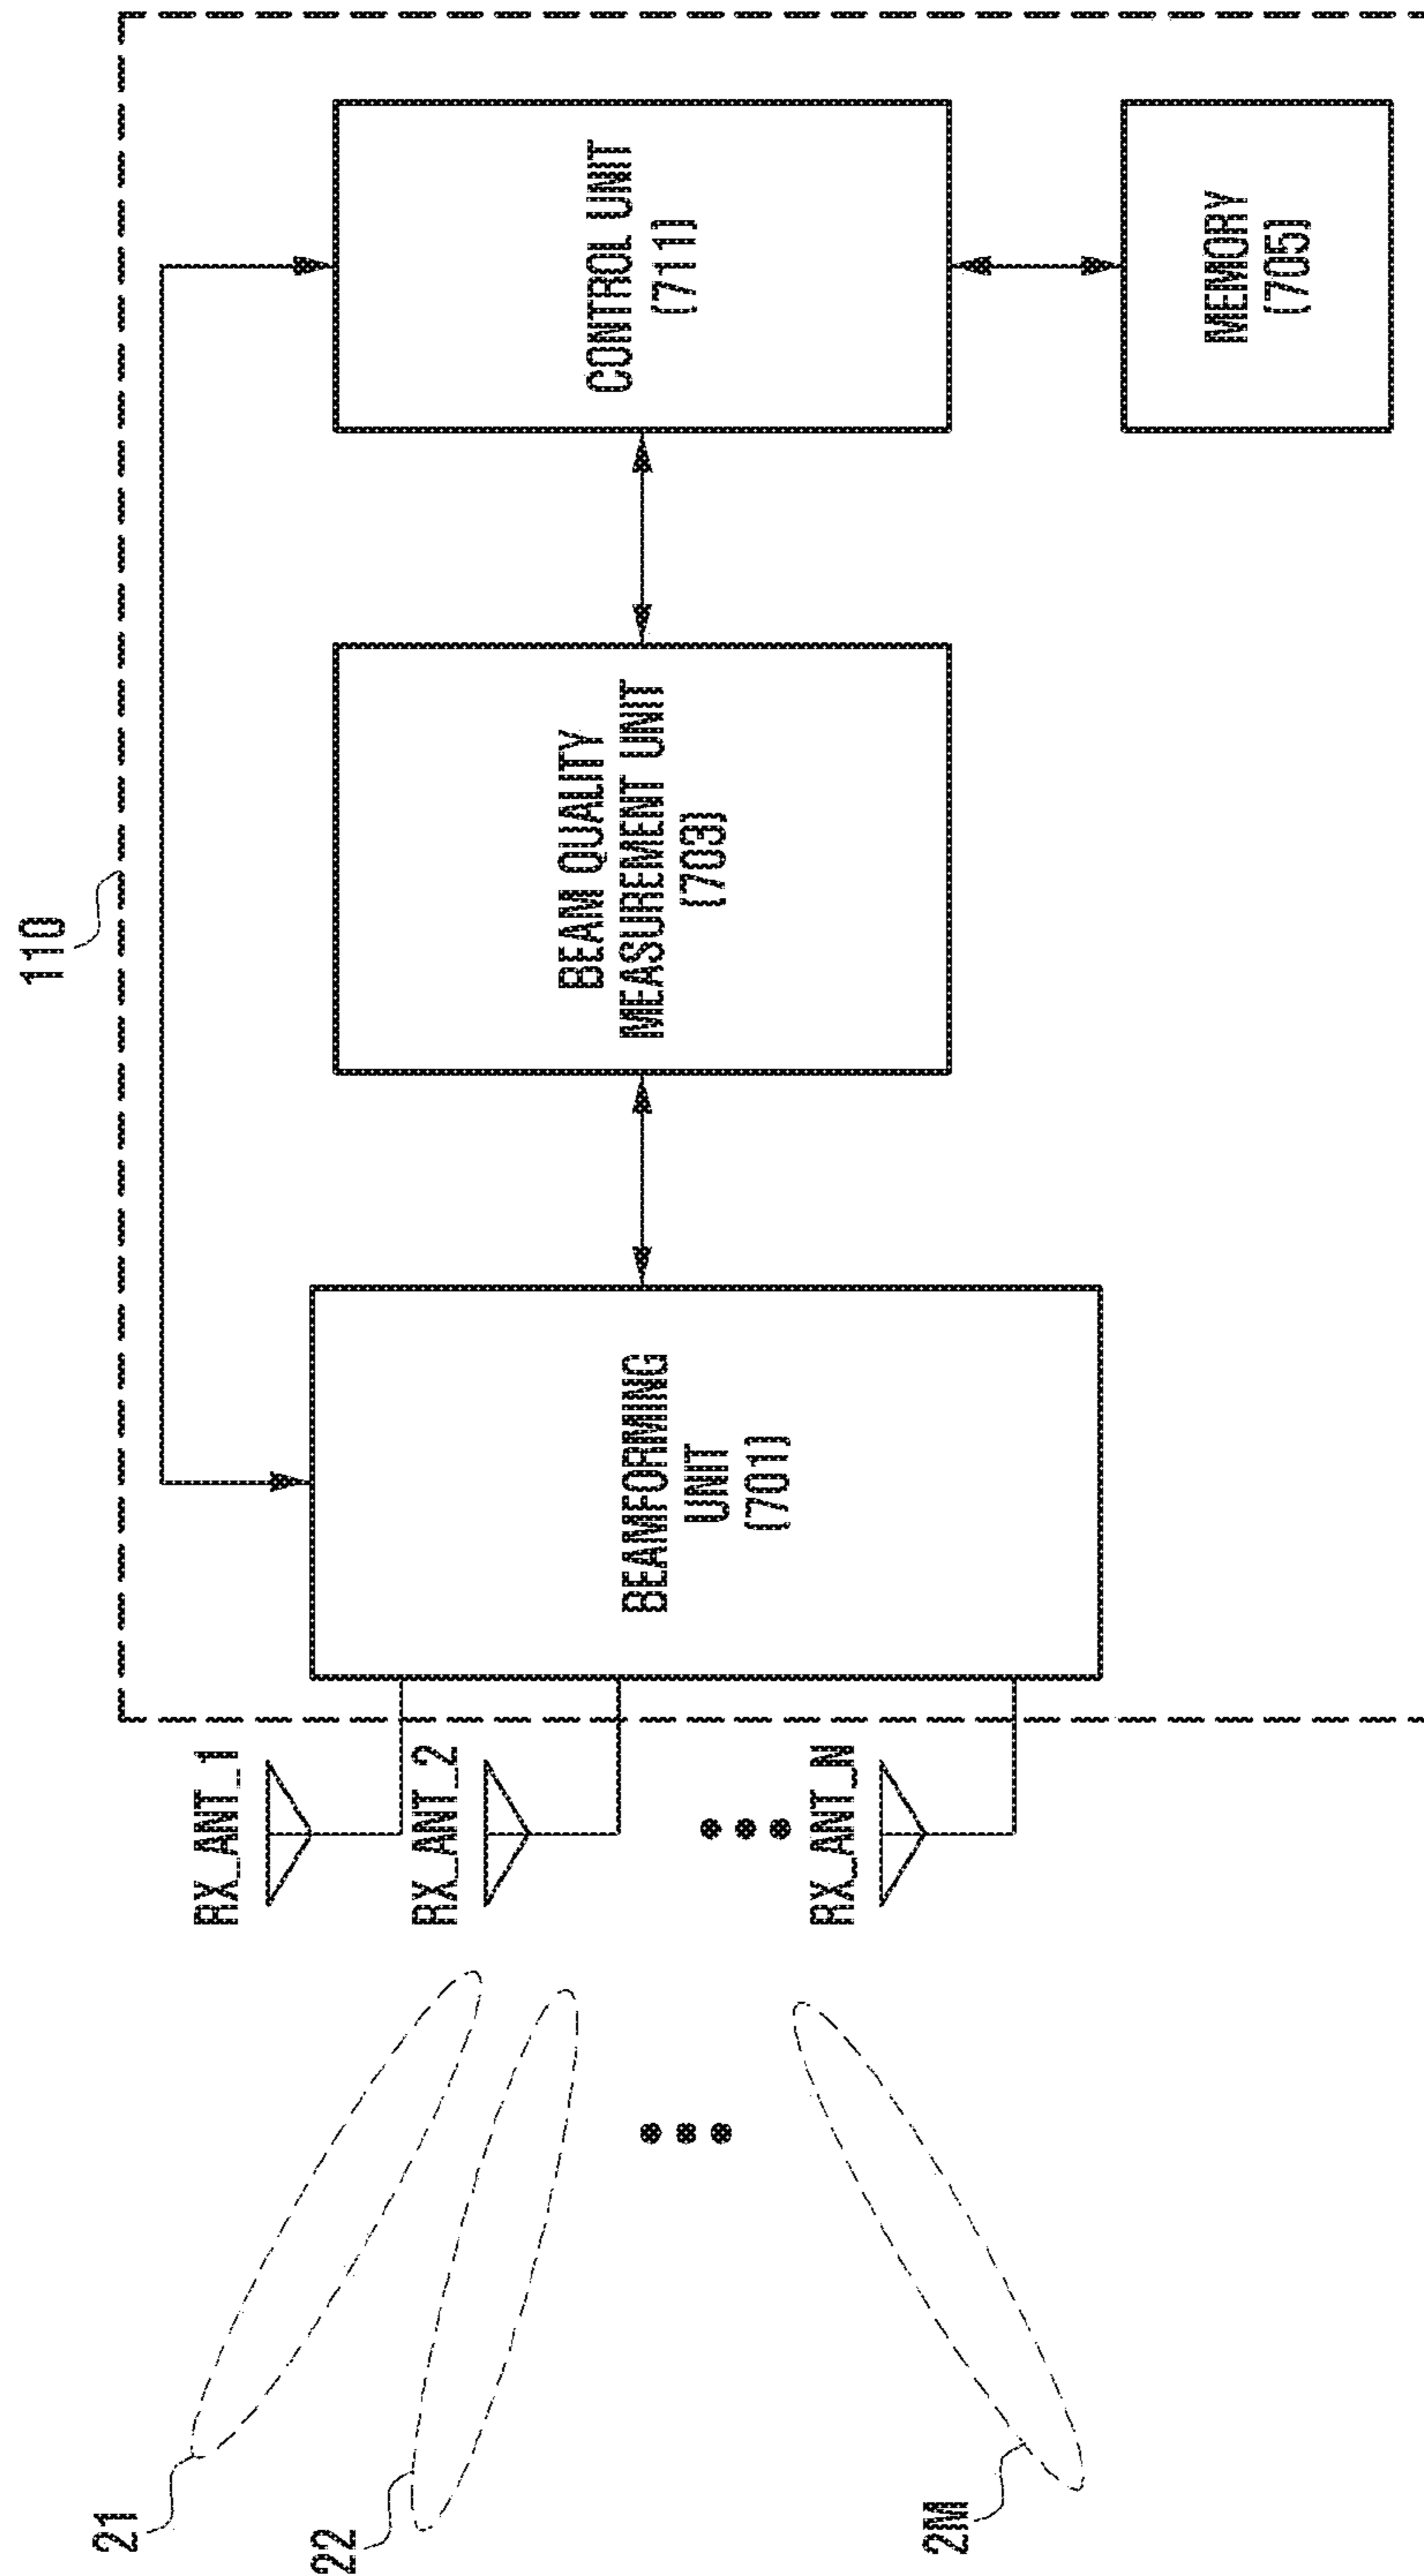 110
21
22
2M
RX_ANT_1
RX_ANT_2
RX_ANT_N
BEAMFORMING
UNIT
(701)
BEAM QUALITY
MEASUREMENT UNIT
(703)
CONTROL UNIT
(711)
MEMORY
(705)